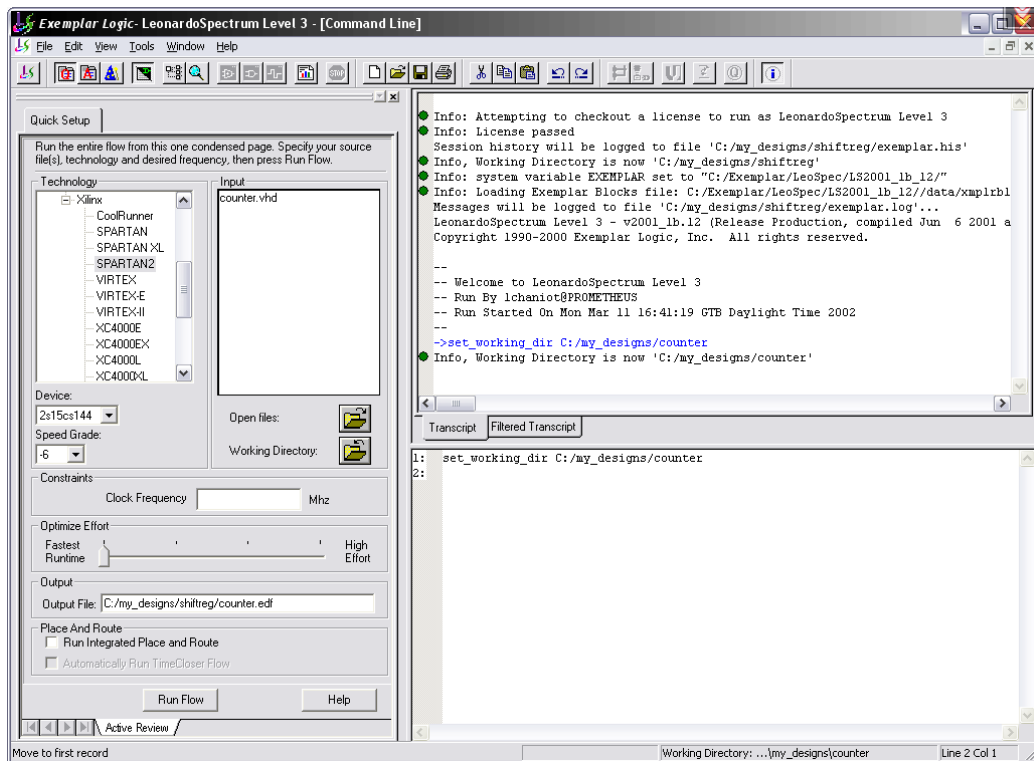 Exemplar Logic- LeonardoSpectrum Level 3 - [Command Line]
File Edit View Tools Window Help
Quick Setup
Run the entire flow from this one condensed page. Specify your source
file(s), technology and desired frequency, then press Run Flow.
Technology
Xilinx
CoolRunner
SPARTAN
SPARTAN XL
SPARTAN2
VIRTEX
VIRTEX-E
VIRTEX-II
XC4000E
XC4000EX
XC4000L
XC4000XL
Input
counter.vhd
Device:
2s15cs144
Speed Grade:
-6
Open files:
Working Directory:
Constraints
Clock Frequency Mhz
Optimize Effort
Fastest
Runtime
High
Effort
Output
Output File: C:/my_designs/shiftreg/counter.edf
Place And Route
Run Integrated Place and Route
Automatically Run TimeCloser Flow
Run Flow Help
Active Review
Info: Attempting to checkout a license to run as LeonardoSpectrum Level 3
Info: License passed
Session history will be logged to file 'C:/my_designs/shiftreg/exemplar.his'
Info, Working Directory is now 'C:/my_designs/shiftreg'
Info: system variable EXEMPLAR set to "C:/Exemplar/LeoSpec/LS2001_1b_12/"
Info: Loading Exemplar Blocks file: C:/Exemplar/LeoSpec/LS2001_1b_12//data/xmplrbl
Messages will be logged to file 'C:/my_designs/shiftreg/exemplar.log'...
LeonardoSpectrum Level 3 - v2001_1b.12 (Release Production, compiled Jun  6 2001 a
Copyright 1990-2000 Exemplar Logic, Inc.  All rights reserved.
--
-- Welcome to LeonardoSpectrum Level 3
-- Run By lchaniot@PROMETHEUS
-- Run Started On Mon Mar 11 16:41:19 GTB Daylight Time 2002
--
->set_working_dir C:/my_designs/counter
Info, Working Directory is now 'C:/my_designs/counter'
Transcript Filtered Transcript
1: set_working_dir C:/my_designs/counter
2:
Move to first record
Working Directory: ...\my_designs\counter
Line 2 Col 1